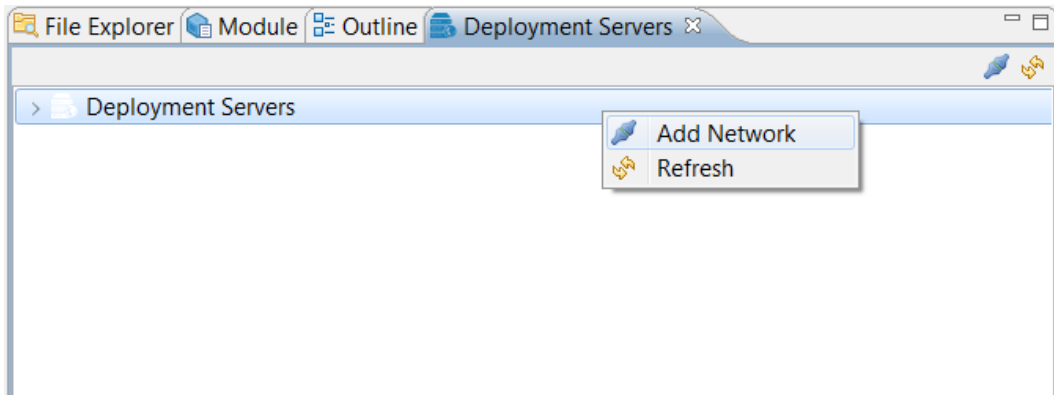 File Explorer Module Outline Deployment Servers
Deployment Servers
Add Network
Refresh